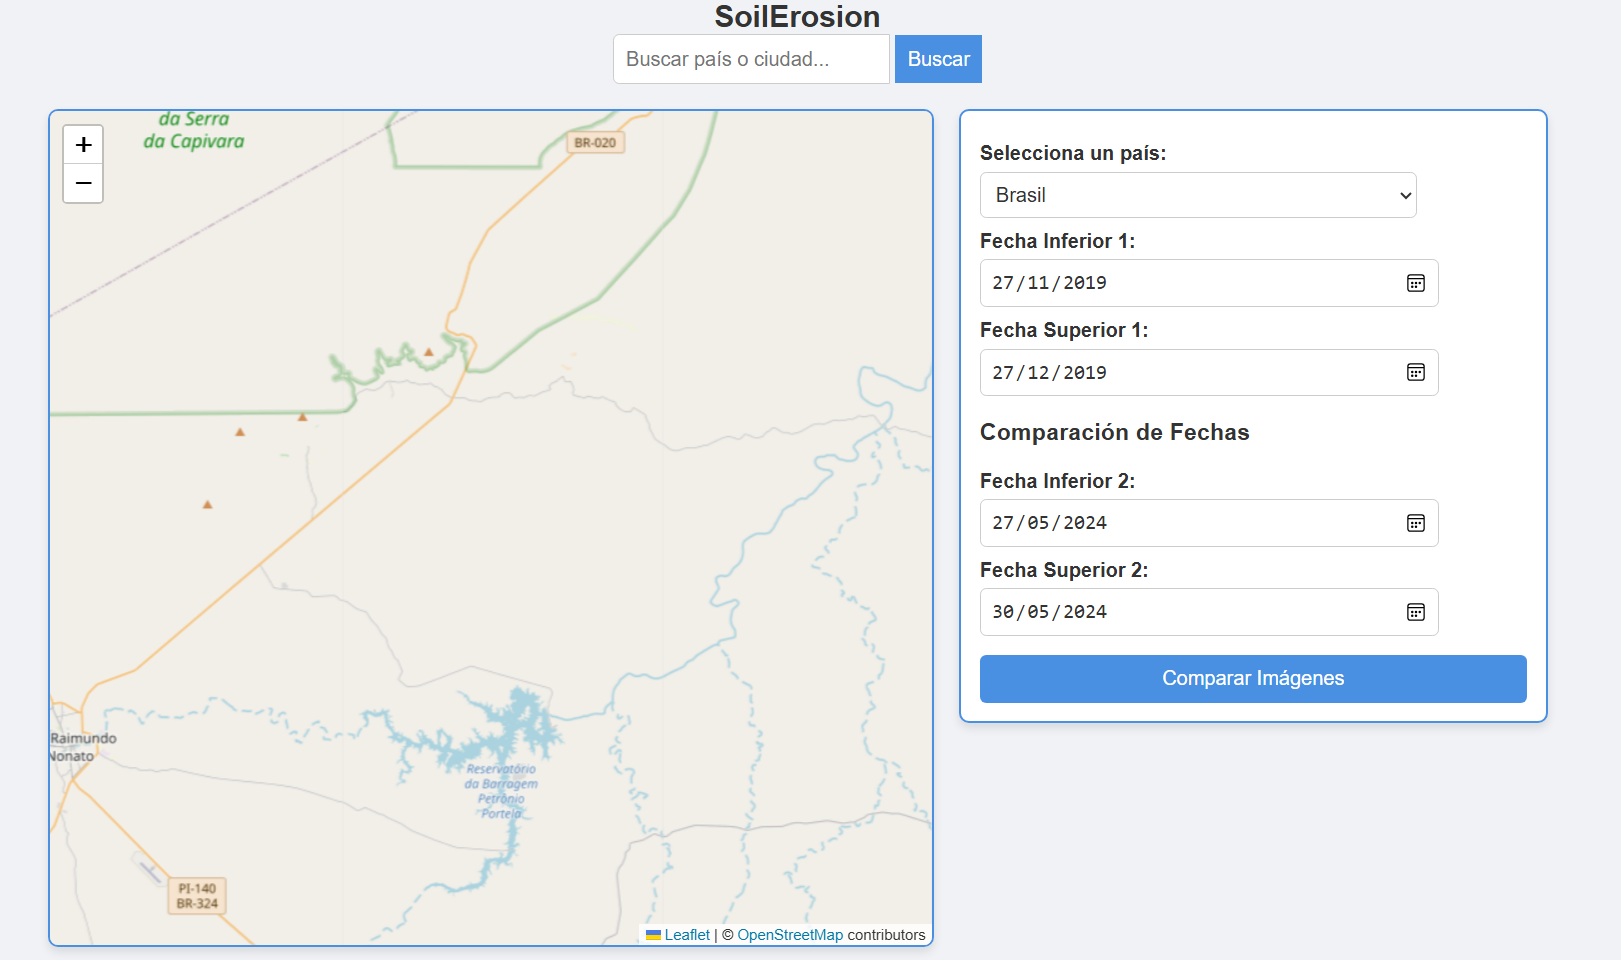 SoilErosion
Buscar país o ciudad...
Buscar
da Serra
da Capivara
+
−
BR-020
Raimundo
Nonato
Reservatório
da Barragem
Petrônio
Portela
PI-140
BR-324
Leaflet | © OpenStreetMap contributors
Selecciona un país:
Brasil
Fecha Inferior 1:
27/11/2019
Fecha Superior 1:
27/12/2019
Comparación de Fechas
Fecha Inferior 2:
27/05/2024
Fecha Superior 2:
30/05/2024
Comparar Imágenes